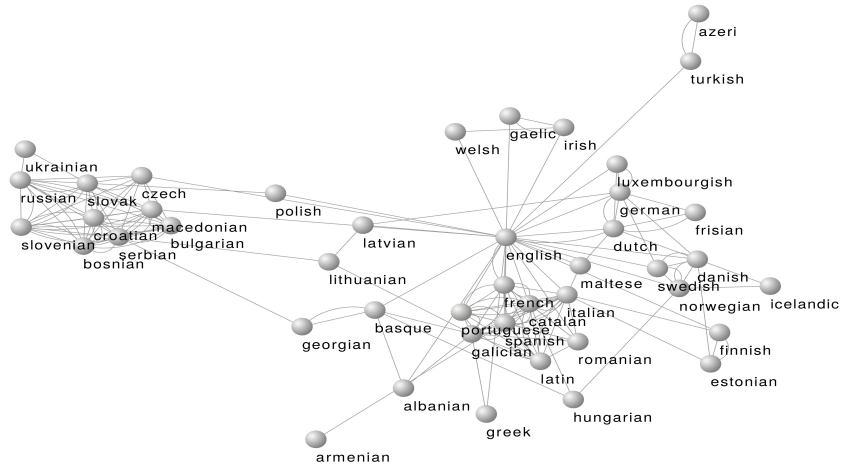 azeri
turkish
gaelic
irish
welsh
ukrainian
luxembourgish
russian
slovak
czech
german
polish
macedonian
frisian
croatian
latvian
slovenian
bulgarian
dutch
serbian
english
bosnian
lithuanian
maltese
danish
swedish
norwegian
icelandic
french
italian
catalan
basque
portuguese
georgian
spanish
galician
romanian
finnish
latin
estonian
albanian
hungarian
greek
armenian